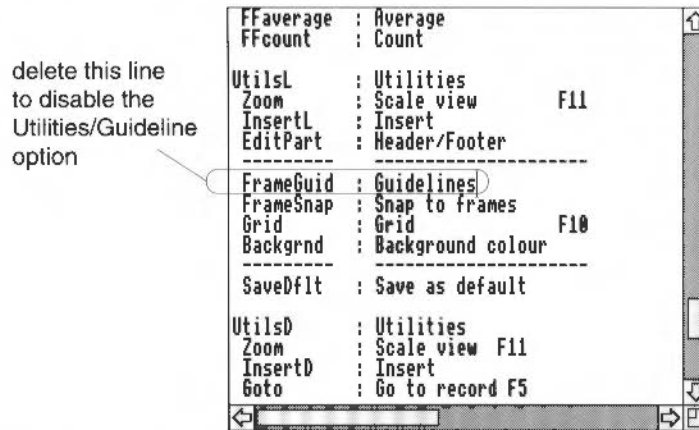 FFaverage : Average
FFcount : Count
delete this line
to disable the
Utilities/Guideline
option
UtilsL : Utilities
Zoom : Scale view F11
InsertL : Insert
EditPart : Header/Footer
--------- ---------------------
FrameGuid : Guidelines
FrameSnap : Snap to frames
Grid : Grid F10
Backgrnd : Background colour
--------- ---------------------
SaveDflt : Save as default
UtilsD : Utilities
Zoom : Scale view F11
InsertD : Insert
Goto : Go to record F5